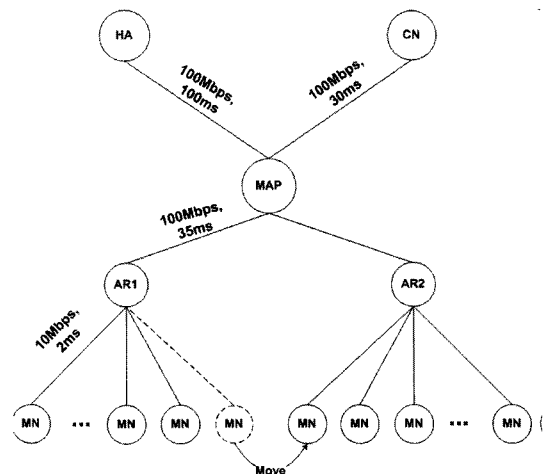 HA
CN
100Mbps,
100ms
100Mbps,
30ms
MAP
100Mbps,
35ms
AR1
AR2
10Mbps,
2ms
MN
...
MN
MN
MN
MN
MN
MN
...
MN
Move